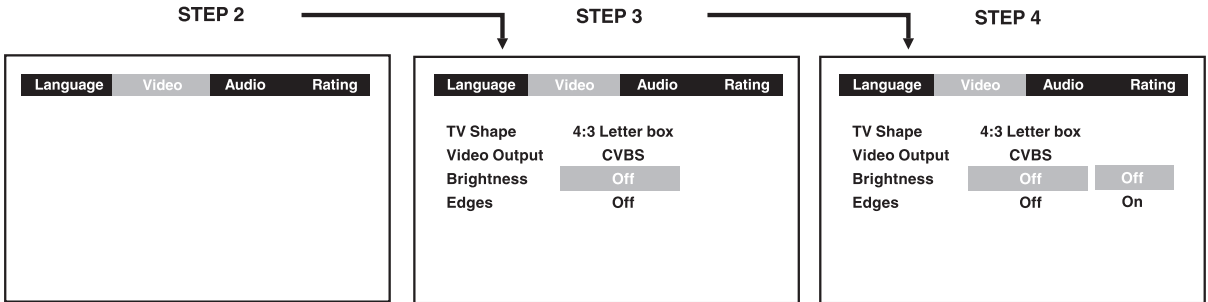 STEP 2 STEP 3 STEP 4
Language Video Audio Rating
Language Video Audio Rating
TV Shape 4:3 Letter box
Video Output CVBS
Brightness Off
Edges Off
Language Video Audio Rating
TV Shape 4:3 Letter box
Video Output CVBS
Brightness Off Off
Edges Off On